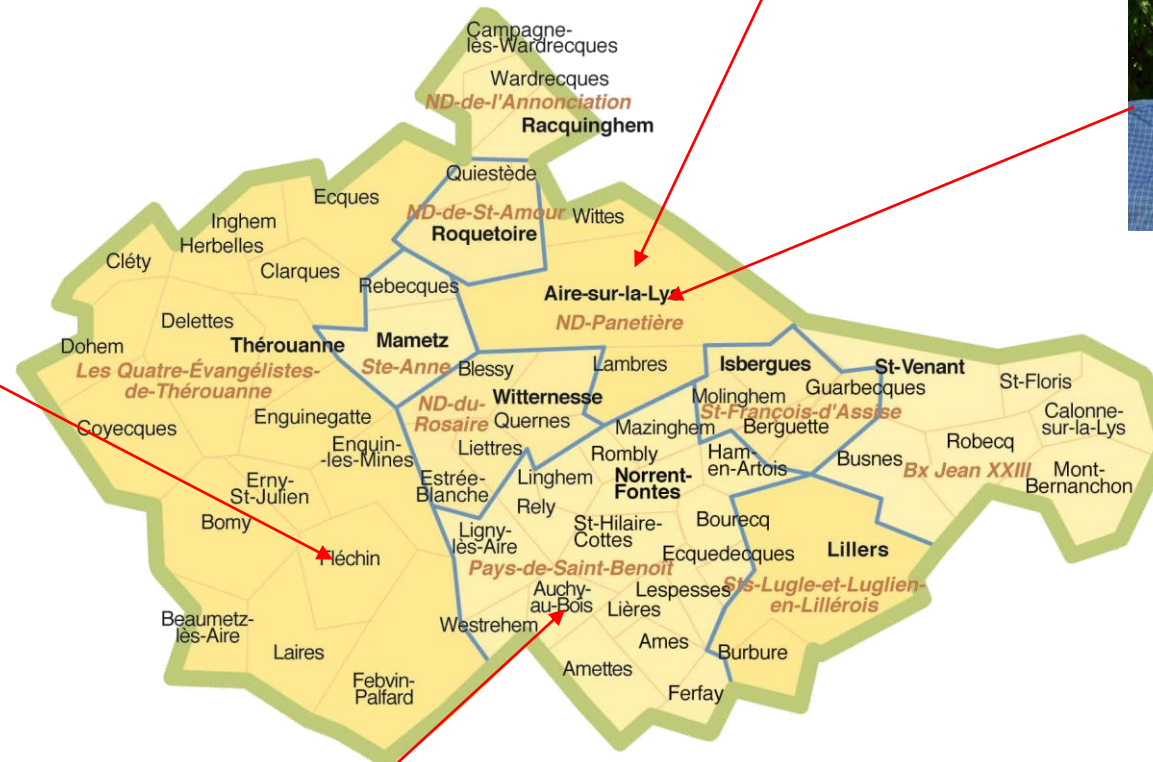 Campagne-
lès-Wardrecques
Wardrecques
ND-de-l'Annonciation
Racquinghem
Quiestède
Ecques
ND-de-St-Amour
Wittes
Inghem
Roquetoire
Herbelles
Cléty
Clarques
Rebecques
Aire-sur-la-Lys
Delettes
ND-Panetière
Dohem
Thérouanne
Mametz
Les Quatre-Évangélistes-
de-Thérouanne
Ste-Anne
Blessy
Lambres
Isbergues
St-Venant
Molinghem
Guarbecques
St-Floris
ND-du-
Rosaire
Witternesse
St-François-d'Assise
Calonne-
sur-la-Lys
Enguinegatte
Quernes
Berguette
Coyecques
Mazinghem
Robecq
Enquin-
-les-Mines
Liettres
Rombly
Ham-
en-Artois
Busnes
Bx Jean XXIII
Mont-
Bernanchon
Erny-
St-Julien
Estrée-
Blanche
Linghem
Norrent-
Fontes
Rely
Bomy
St-Hilaire-
Cottes
Bourecq
Ligny-
lès-Aire
Lillers
Fléchin
Ecquedecques
Pays-de-Saint-Benoît
Sts-Lugle-et-Luglien-
en-Lillérois
Auchy-
au-Bois
Lespesses
Lières
Beaumetz-
lès-Aire
Westrehem
Laires
Ames
Burbure
Amettes
Febvin-
Palfard
Ferfay